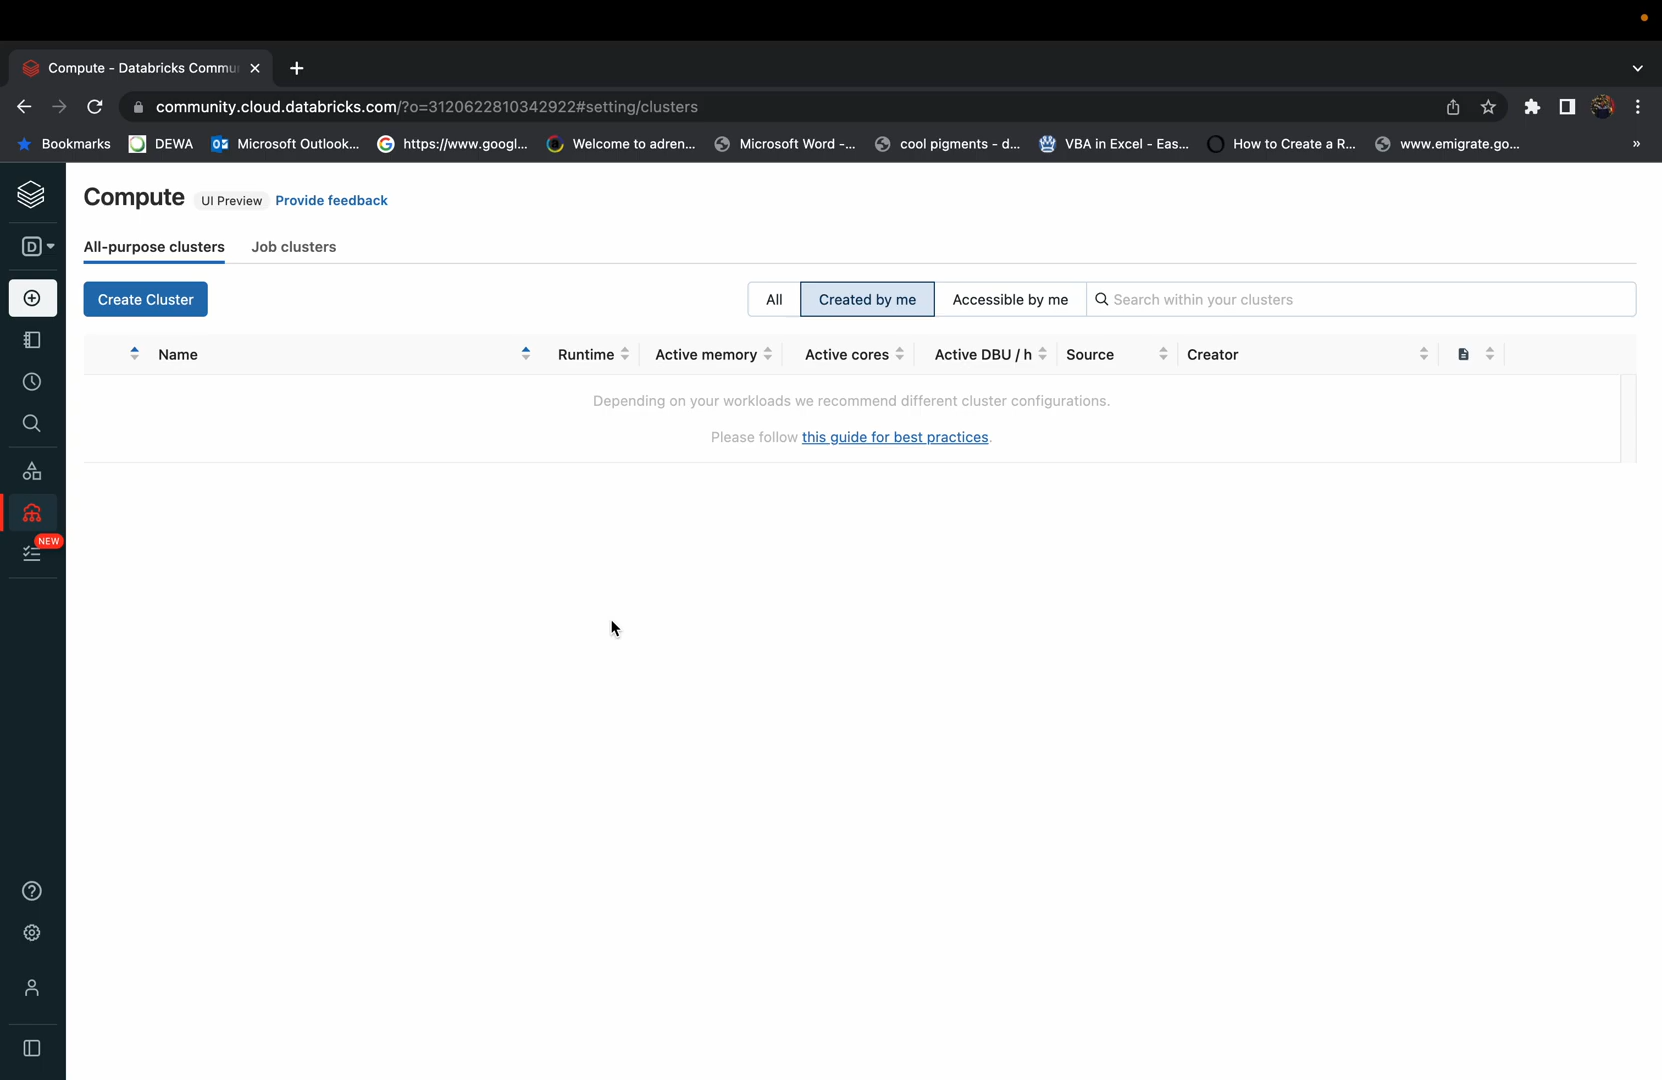 Compute - Databricks Commu
community.cloud.databricks.com/?o=3120622810342922#setting/clusters
Bookmarks DEWA Microsoft Outlook... https://www.googl... Welcome to adren... Microsoft Word -... cool pigments - d... VBA in Excel - Eas... How to Create a R... www.emigrate.go... »
Compute UI Preview Provide feedback
D
All-purpose clusters Job clusters
Create Cluster All Created by me Accessible by me Search within your clusters
Name Runtime Active memory Active cores Active DBU / h Source Creator
Depending on your workloads we recommend different cluster configurations.
Please follow this guide for best practices.
NEW